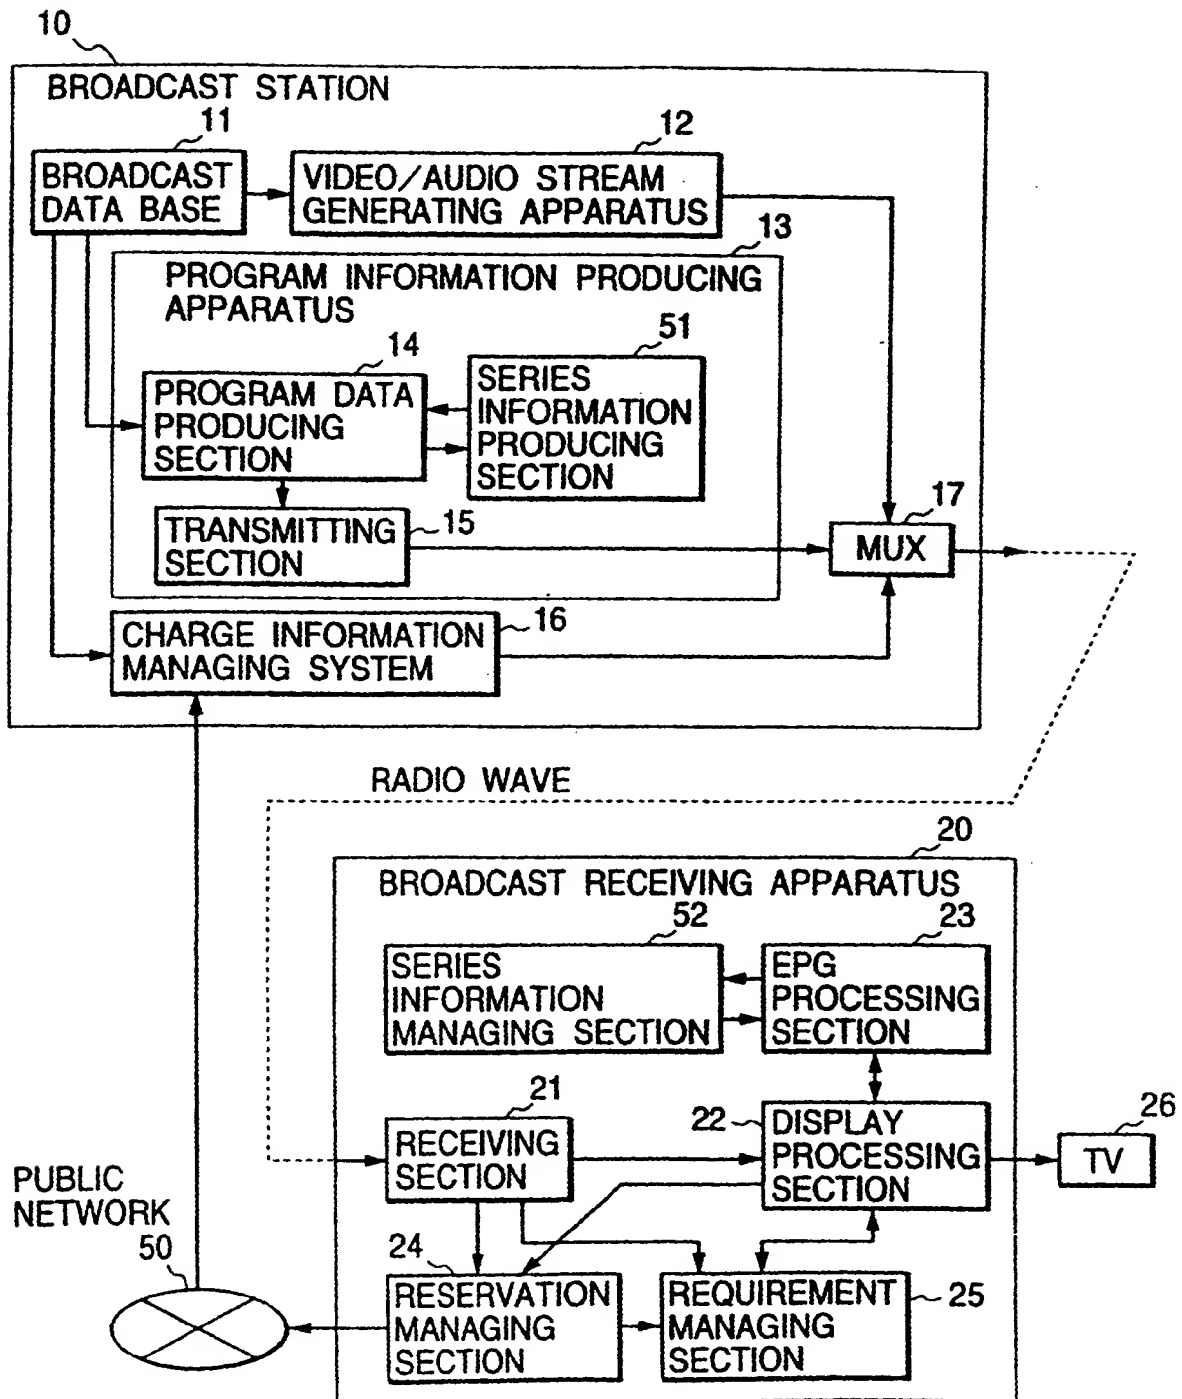 10
BROADCAST STATION
11
12
BROADCAST
DATA BASE
VIDEO/AUDIO STREAM
GENERATING APPARATUS
13
PROGRAM INFORMATION PRODUCING
APPARATUS
14
51
PROGRAM DATA
PRODUCING
SECTION
SERIES
INFORMATION
PRODUCING
SECTION
17
TRANSMITTING
SECTION
15
MUX
16
CHARGE INFORMATION
MANAGING SYSTEM
RADIO WAVE
20
BROADCAST RECEIVING APPARATUS
52
23
SERIES
INFORMATION
MANAGING SECTION
EPG
PROCESSING
SECTION
21
22
26
RECEIVING
SECTION
DISPLAY
PROCESSING
SECTION
TV
PUBLIC
NETWORK
50
24
RESERVATION
MANAGING
SECTION
REQUIREMENT
MANAGING
SECTION
25